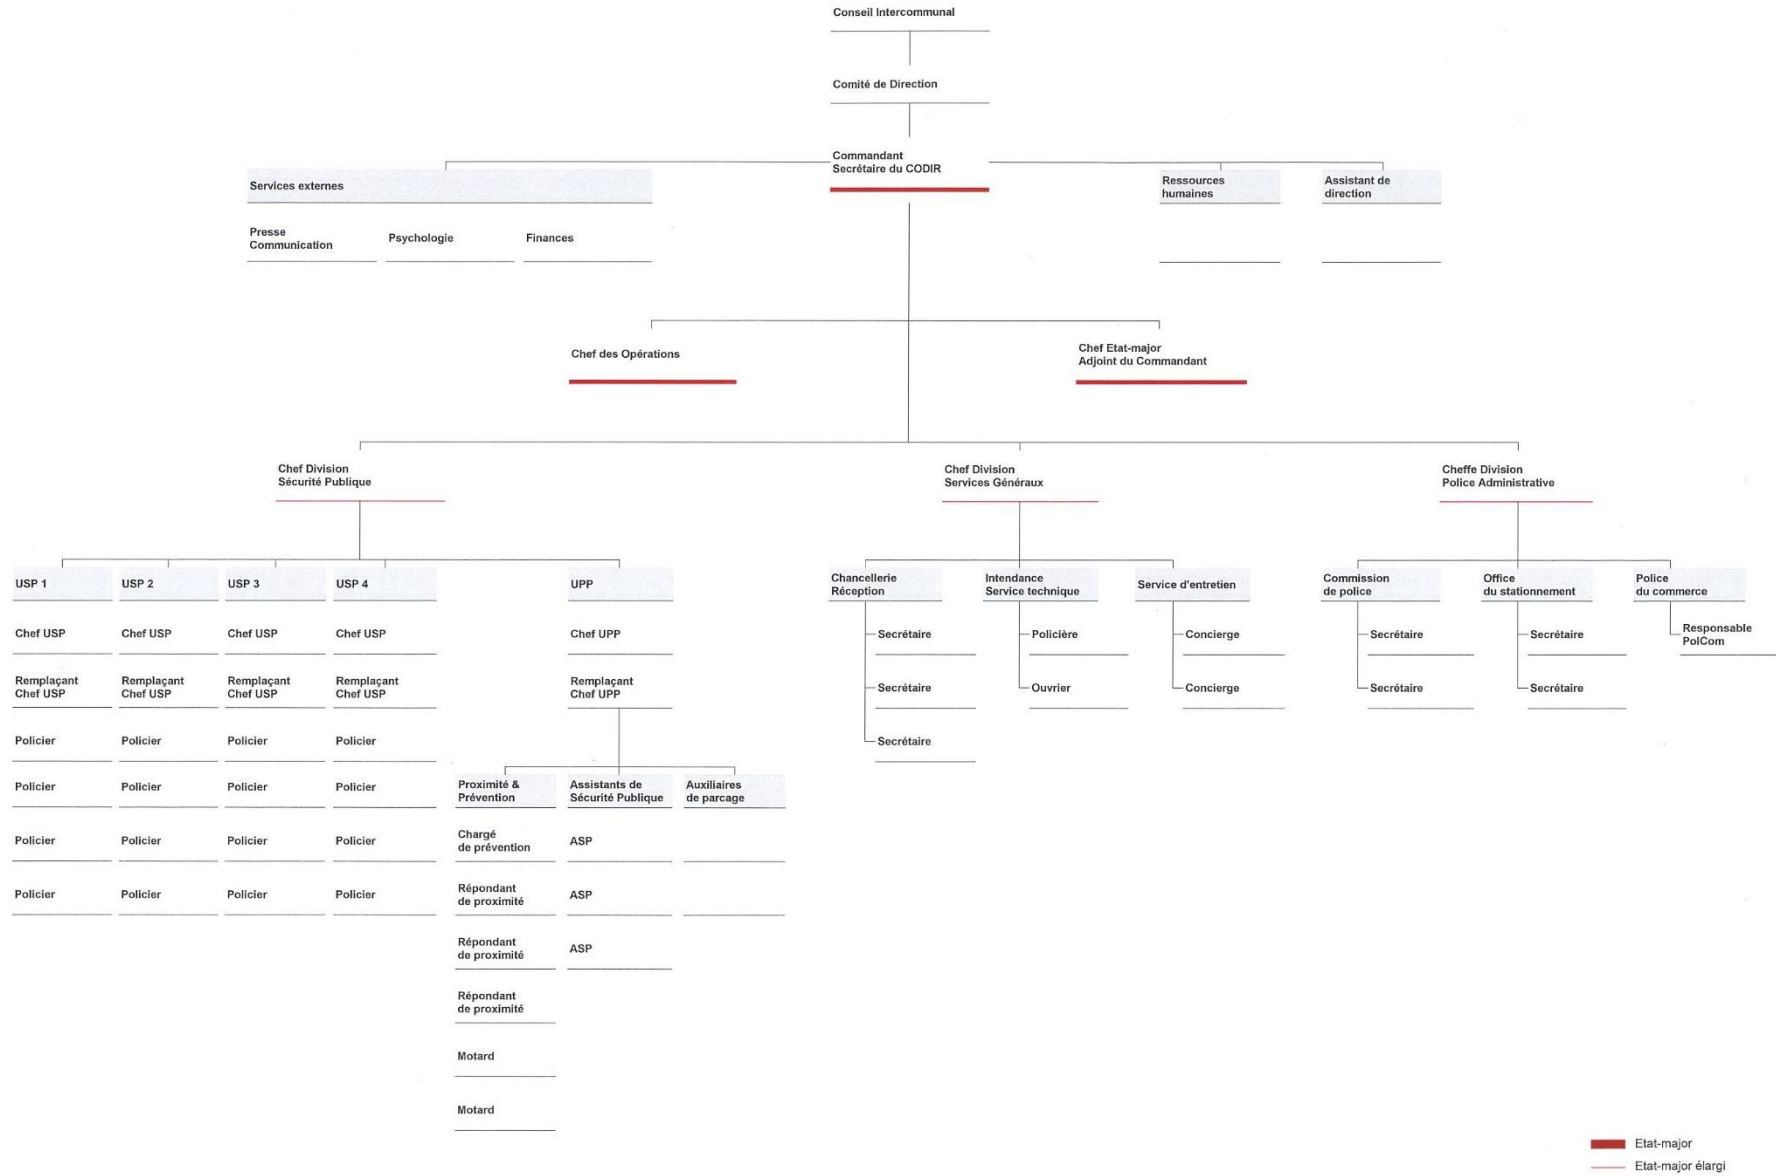 Conseil Intercommunal
Comité de Direction
Commandant
Secrétaire du CODIR
Services externes
Ressources
humaines
Assistant de
direction
Presse
Communication
Psychologie
Finances
Chef des Opérations
Chef Etat-major
Adjoint du Commandant
Chef Division
Sécurité Publique
Chef Division
Services Généraux
Cheffe Division
Police Administrative
USP 1
USP 2
USP 3
USP 4
UPP
Chancellerie
Réception
Intendance
Service technique
Service d'entretien
Commission
de police
Office
du stationnement
Police
du commerce
Chef USP
Chef USP
Chef USP
Chef USP
Chef UPP
Secrétaire
Policière
Concierge
Secrétaire
Secrétaire
Responsable
PolCom
Remplaçant
Chef USP
Remplaçant
Chef USP
Remplaçant
Chef USP
Remplaçant
Chef USP
Remplaçant
Chef UPP
Secrétaire
Ouvrier
Concierge
Secrétaire
Secrétaire
Policier
Policier
Policier
Policier
Secrétaire
Policier
Policier
Policier
Policier
Proximité &
Prévention
Assistants de
Sécurité Publique
Auxiliaires
de parcage
Policier
Policier
Policier
Policier
Chargé
de prévention
ASP
Policier
Policier
Policier
Policier
Répondant
de proximité
ASP
Répondant
de proximité
ASP
Répondant
de proximité
Motard
Motard
Etat-major
Etat-major élargi